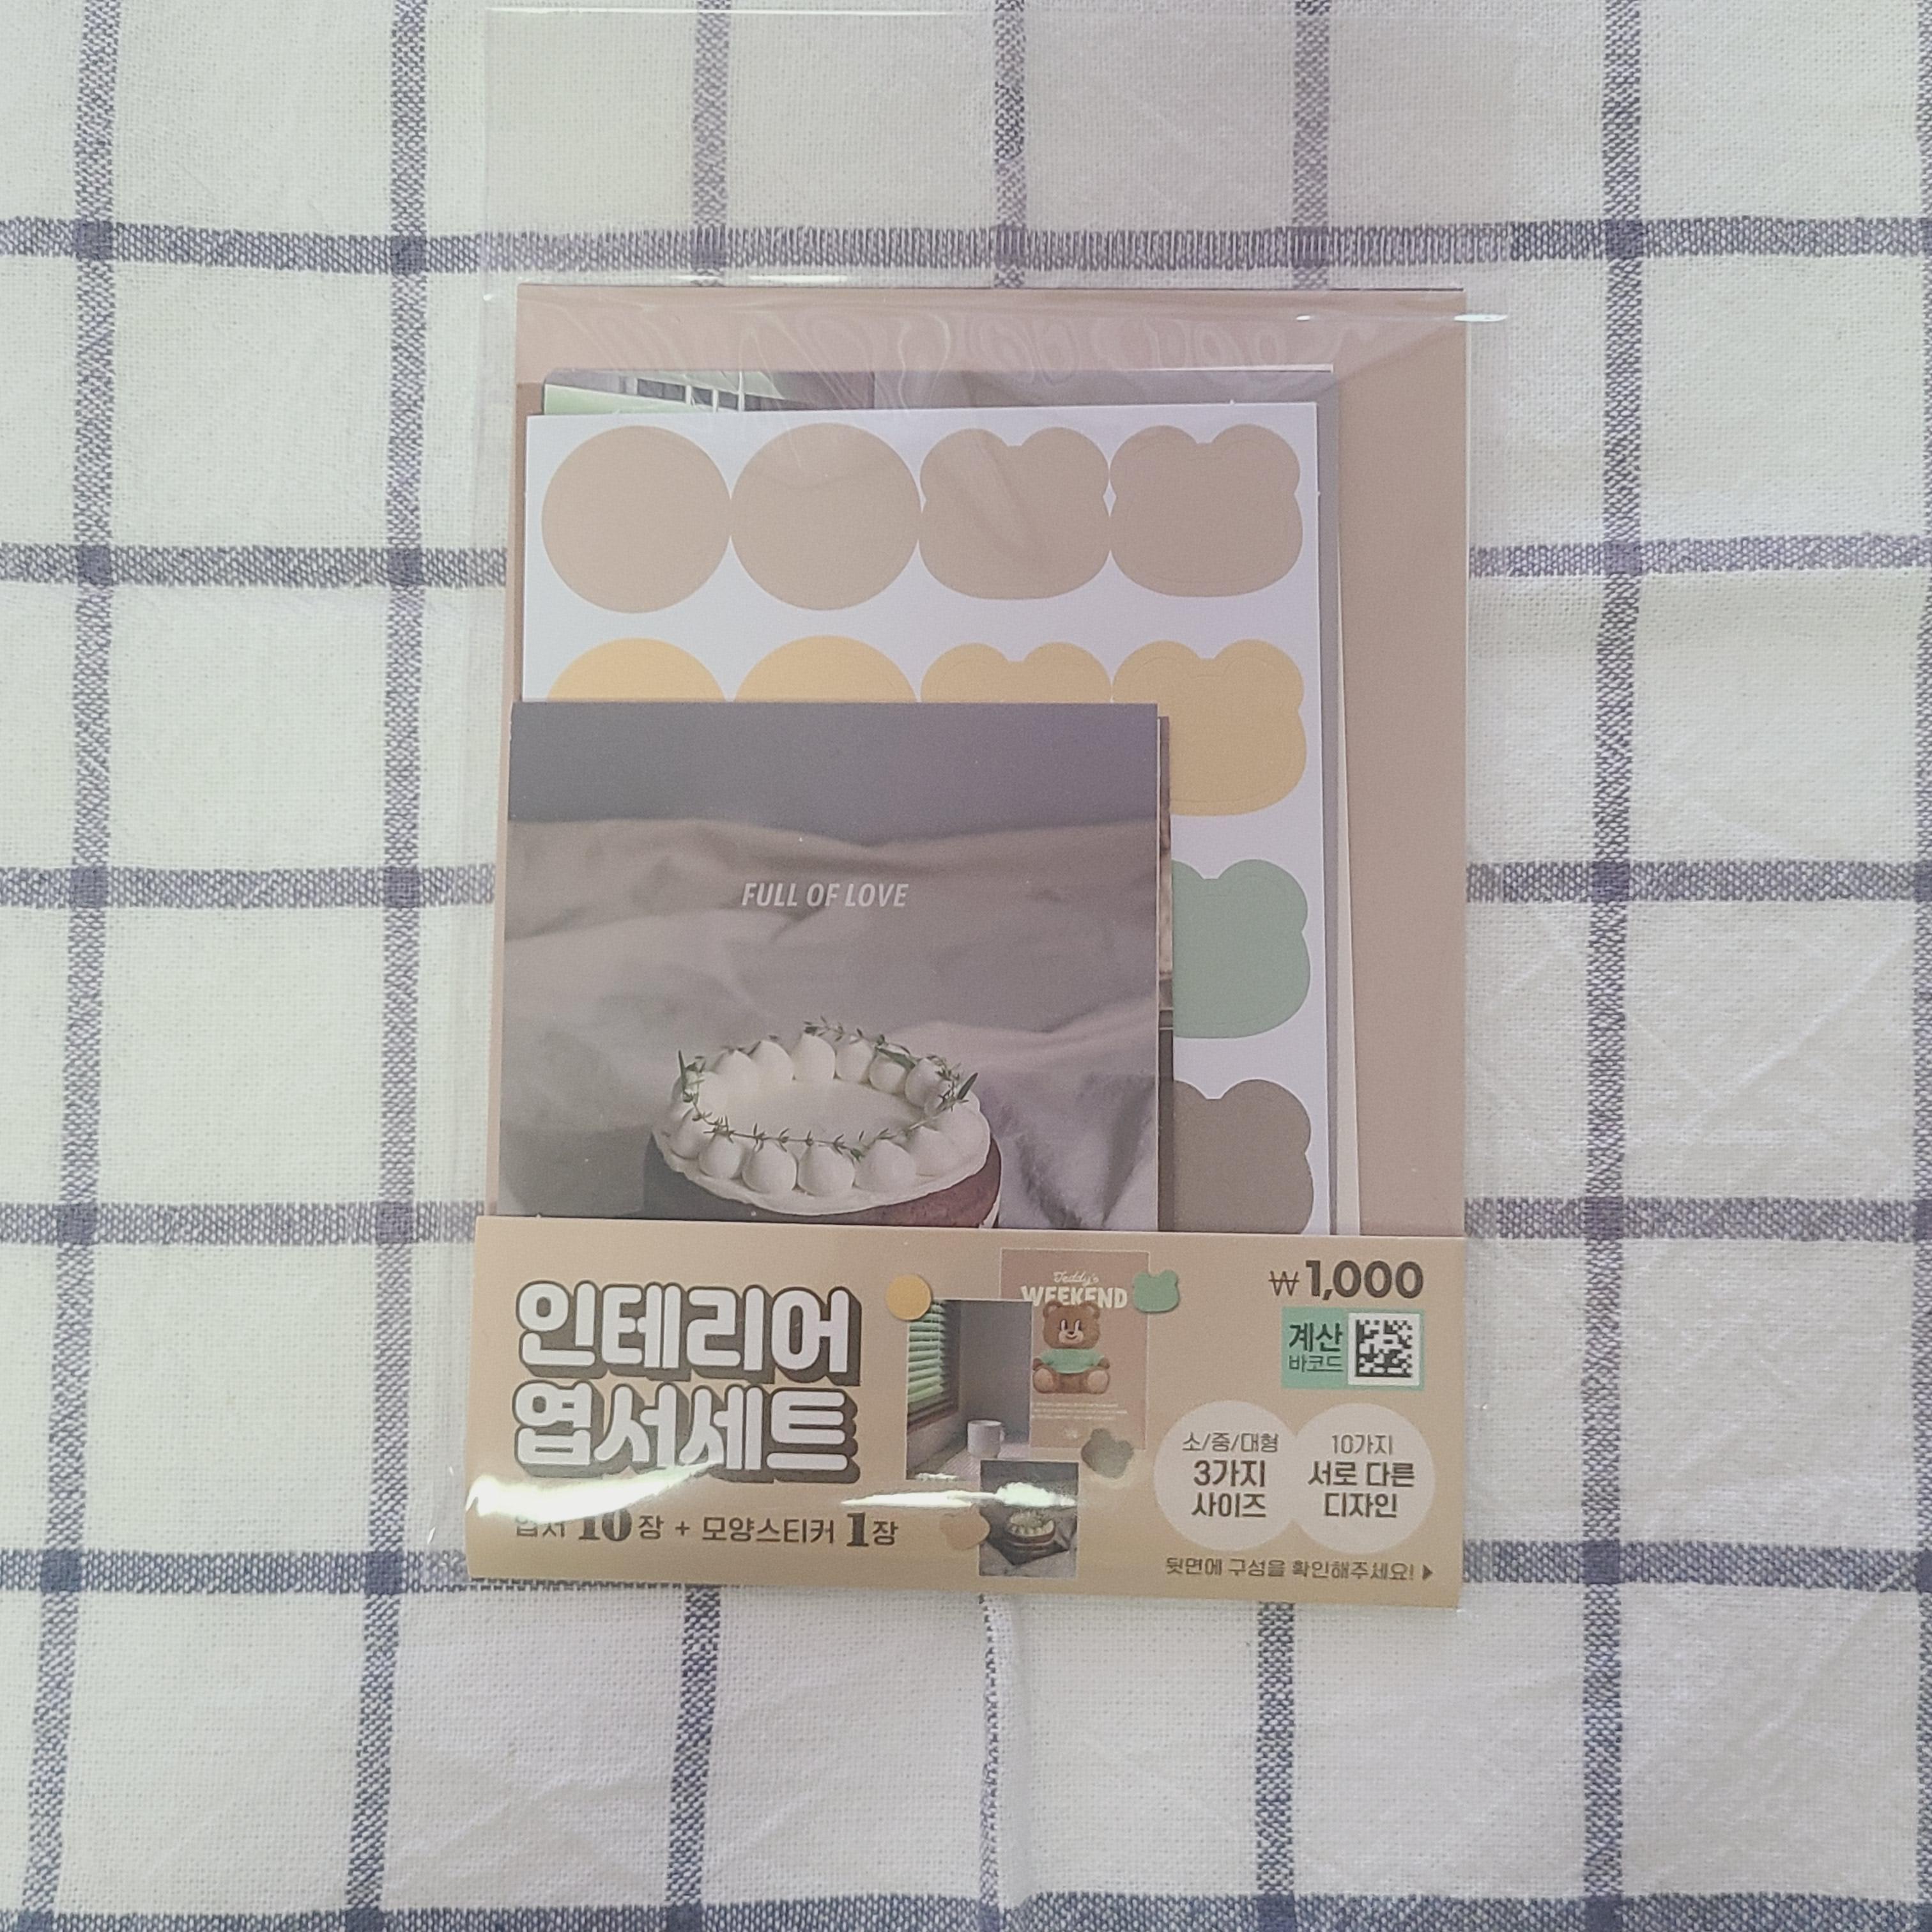 FULL OF LOVE
인테리어
엽서세트
엽서 10장 + 모양스티커 1장
Teddy's
WEEKEND
₩1,000
계산
바코드
소/중/대형
3가지
사이즈
10가지
서로 다른
디자인
뒷면에 구성을 확인해주세요!